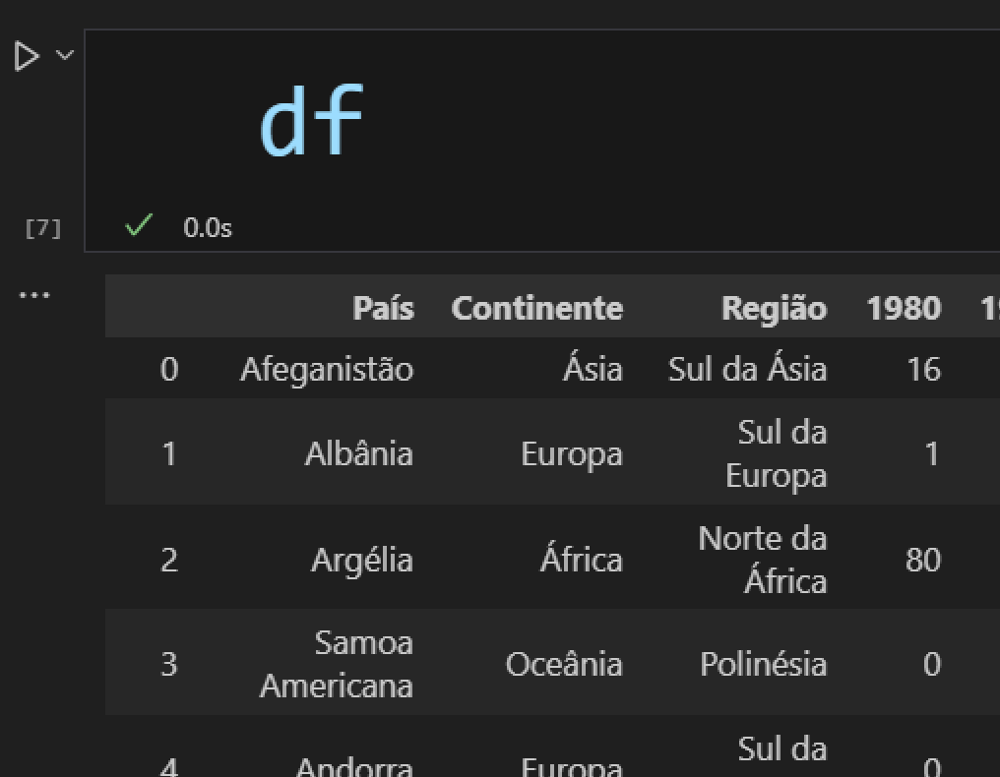 df
[7] 0.0s
País Continente Região 1980
0 Afeganistão Ásia Sul da Ásia 16
1 Albânia Europa Sul da
Europa 1
2 Argélia África Norte da
África 80
3 Samoa
Americana Oceânia Polinésia 0
4 Andorra Europa Sul da
0